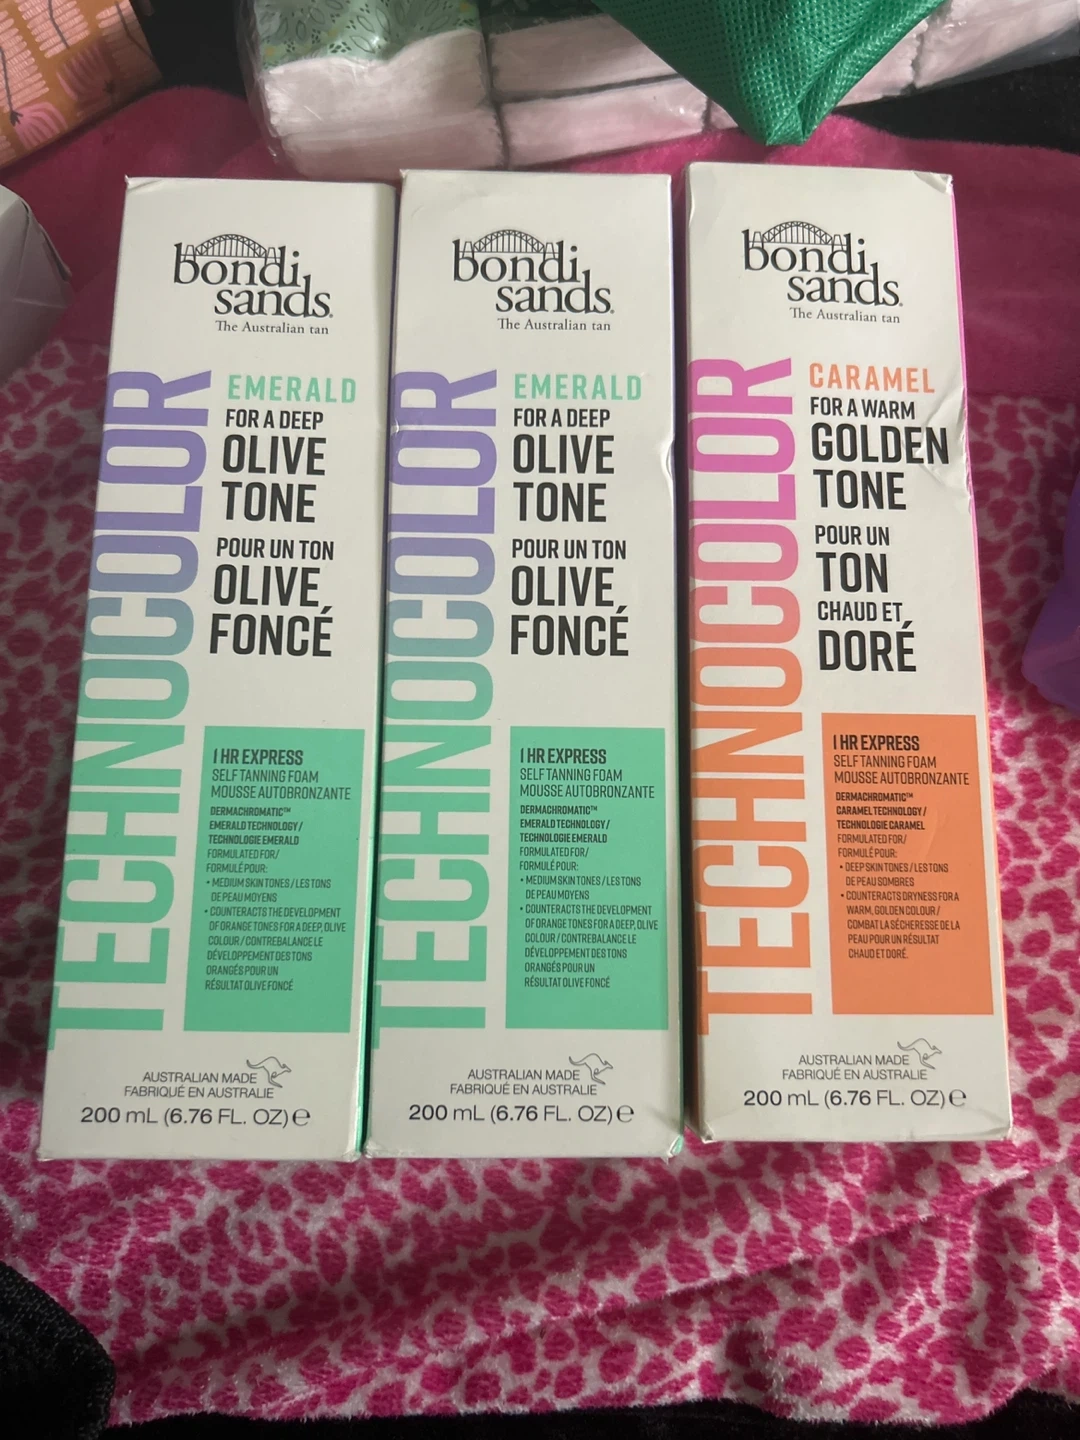 bondi
sands.
The Australian tan
TECHNOCOLOR
EMERALD
FOR A DEEP
OLIVE
TONE
POUR UN TON
OLIVE,
FONCÉ
1 HR EXPRESS
SELF TANNING FOAM
MOUSSE AUTOBRONZANTE
DERMACHROMATIC™
EMERALD TECHNOLOGY /
TECHNOLOGIE EMERALD
FORMULATED FOR/
FORMULÉ POUR:
• MEDIUM SKIN TONES / LES TONS
DE PEAU MOYENS
• COUNTERACTS THE DEVELOPMENT
OF ORANGE TONES FOR A DEEP, OLIVE
COLOUR / CONTREBALANCE LE
DÉVELOPPEMENT DES TONS
ORANGÉS POUR UN
RÉSULTAT OLIVE FONCÉ
AUSTRALIAN MADE
FABRIQUÉ EN AUSTRALIE
200 mL (6.76 FL. OZ) ℮
bondi
sands.
The Australian tan
TECHNOCOLOR
EMERALD
FOR A DEEP
OLIVE
TONE
POUR UN TON
OLIVE,
FONCÉ
1 HR EXPRESS
SELF TANNING FOAM
MOUSSE AUTOBRONZANTE
DERMACHROMATIC™
EMERALD TECHNOLOGY /
TECHNOLOGIE EMERALD
FORMULATED FOR/
FORMULÉ POUR:
• MEDIUM SKIN TONES / LES TONS
DE PEAU MOYENS
• COUNTERACTS THE DEVELOPMENT
OF ORANGE TONES FOR A DEEP, OLIVE
COLOUR / CONTREBALANCE LE
DÉVELOPPEMENT DES TONS
ORANGÉS POUR UN
RÉSULTAT OLIVE FONCÉ
AUSTRALIAN MADE
FABRIQUÉ EN AUSTRALIE
200 mL (6.76 FL. OZ) ℮
bondi
sands.
The Australian tan
TECHNOCOLOR
CARAMEL
FOR A WARM
GOLDEN
TONE
POUR UN
TON
CHAUD ET,
DORÉ
1 HR EXPRESS
SELF TANNING FOAM
MOUSSE AUTOBRONZANTE
DERMACHROMATIC™
CARAMEL TECHNOLOGY /
TECHNOLOGIE CARAMEL
FORMULATED FOR/
FORMULÉ POUR:
• DEEP SKIN TONES / LES TONS
DE PEAU SOMBRES
• COUNTERACTS DRYNESS FOR A
WARM, GOLDEN COLOUR /
COMBAT LA SÉCHERESSE DE LA
PEAU POUR UN RÉSULTAT
CHAUD ET DORÉ.
AUSTRALIAN MADE
FABRIQUÉ EN AUSTRALIE
200 mL (6.76 FL. OZ) ℮